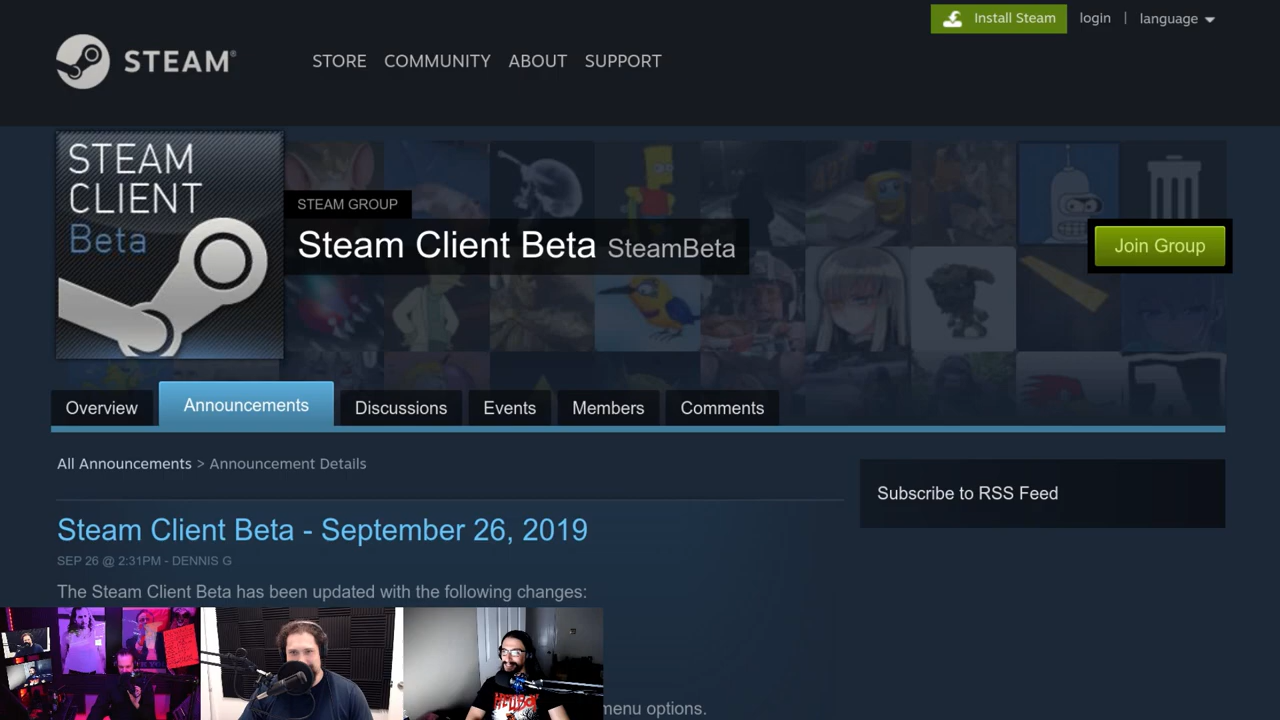 Install Steam
login
|
language
STEAM
STORE
COMMUNITY
ABOUT
SUPPORT
STEAM
CLIENT
Beta
STEAM GROUP
Steam Client Beta SteamBeta
Join Group
Overview
Announcements
Discussions
Events
Members
Comments
All Announcements > Announcement Details
Subscribe to RSS Feed
Steam Client Beta - September 26, 2019
SEP 26 @ 2:31PM - DENNIS G
The Steam Client Beta has been updated with the following changes:
menu options.